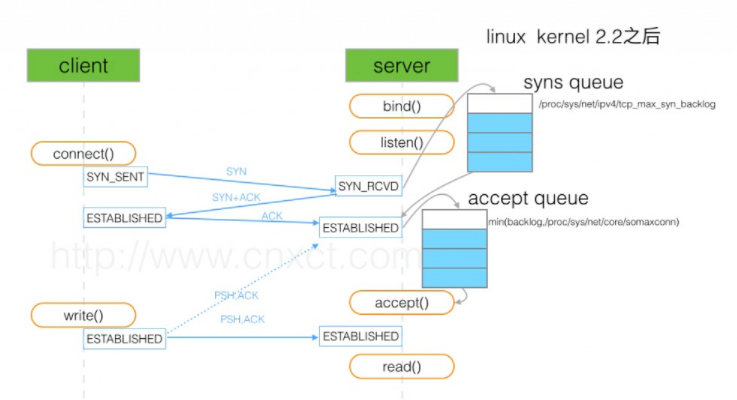 linux kernel 2.2之后
client
server
syns queue
bind()
/proc/sys/net/ipv4/tcp_max_syn_backlog
listen()
connect()
SYN
SYN_SENT
SYN_RCVD
SYN+ACK
accept queue
ESTABLISHED
ACK
ESTABLISHED
min(backlog,/proc/sys/net/core/somaxconn)
http://www.cnxct.com
PSH,ACK
accept()
write()
PSH,ACK
ESTABLISHED
ESTABLISHED
read()